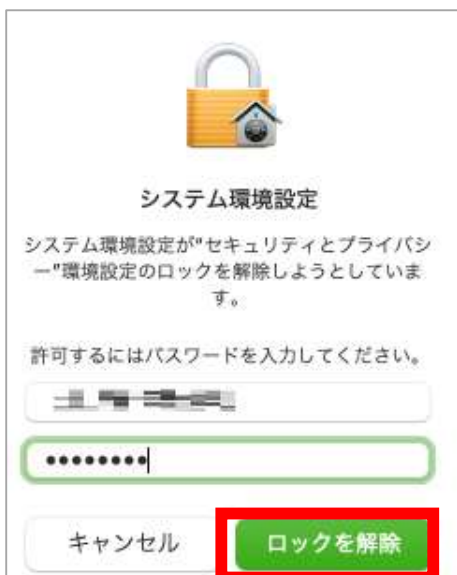 システム環境設定
システム環境設定が"セキュリティとプライバシ
ー"環境設定のロックを解除しようとしていま
す。
許可するにはパスワードを入力してください。
••••••••
キャンセル
ロックを解除